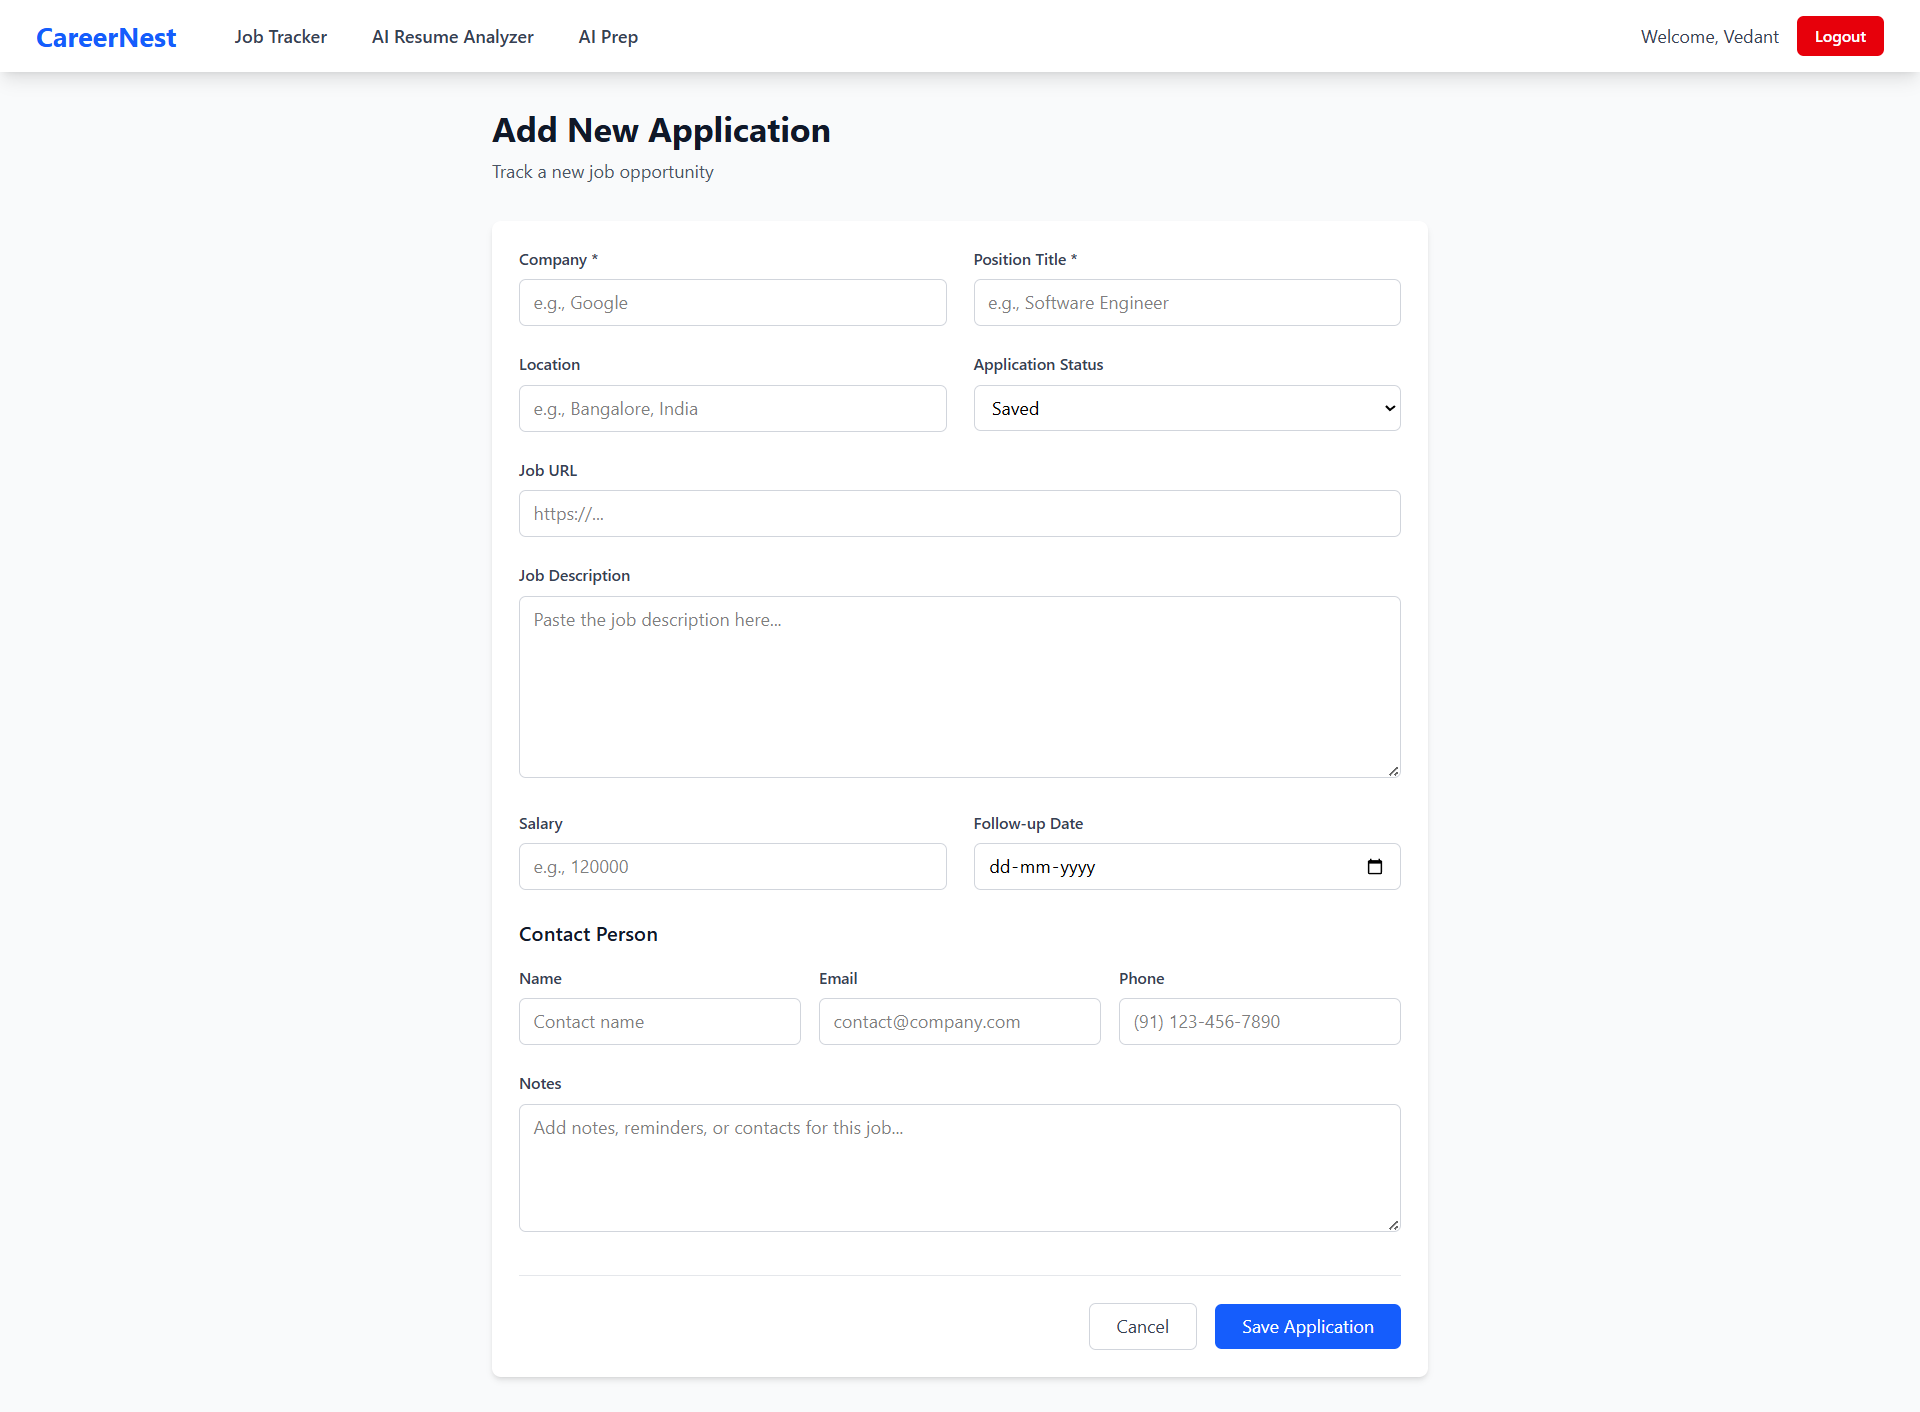 CareerNest
Job Tracker
AI Resume Analyzer
AI Prep
Welcome, Vedant
Logout
Add New Application
Track a new job opportunity
Company *
Position Title *
e.g., Google
e.g., Software Engineer
Location
Application Status
e.g., Bangalore, India
Saved
Job URL
https://...
Job Description
Paste the job description here...
Salary
Follow-up Date
e.g., 120000
dd-mm-yyyy
Contact Person
Name
Email
Phone
Contact name
contact@company.com
(91) 123-456-7890
Notes
Add notes, reminders, or contacts for this job...
Cancel
Save Application